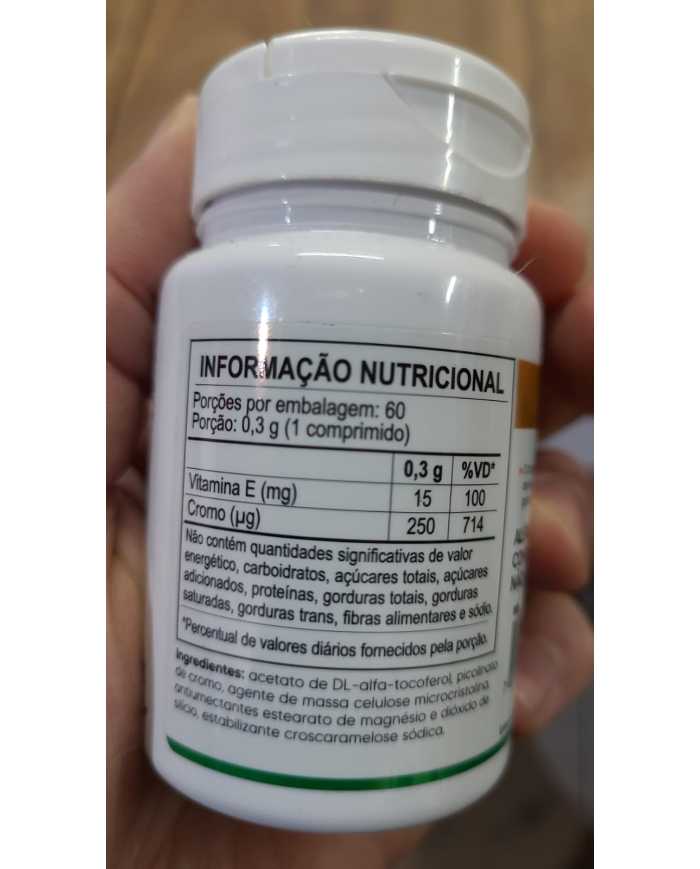 INFORMAÇÃO NUTRICIONAL
Porções por embalagem: 60
Porção: 0,3 g (1 comprimido)
0,3 g %VD*
Vitamina E (mg) 15 100
Cromo (µg) 250 714
Não contém quantidades significativas de valor
energético, carboidratos, açúcares totais, açúcares
adicionados, proteínas, gorduras totais, gorduras
saturadas, gorduras trans, fibras alimentares e sódio.
*Percentual de valores diários fornecidos pela porção.
Ingredientes: acetato de DL-alfa-tocoferol, picolinato
de cromo, agente de massa celulose microcristalina,
antiumectantes estearato de magnésio e dióxido de
silício, estabilizante croscaramelose sódica.